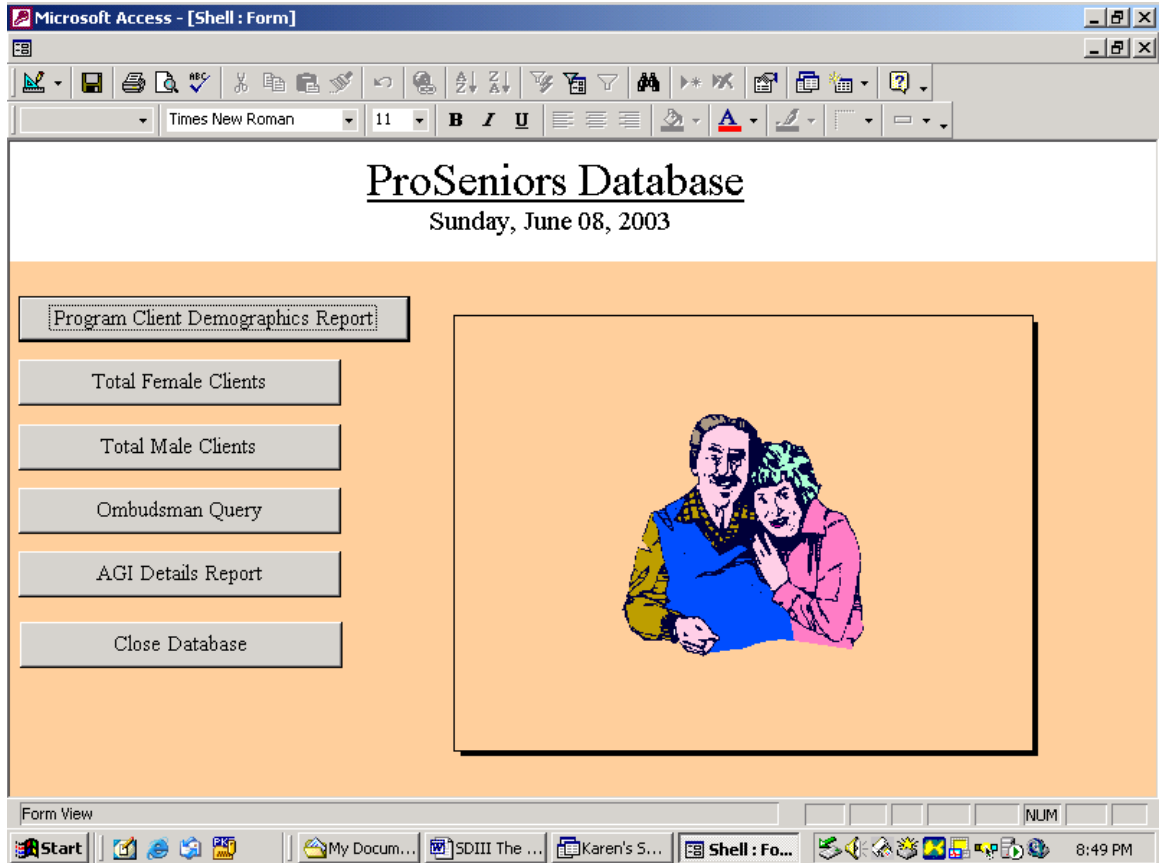 Microsoft Access - [Shell : Form]
ABC
A Z Z A
Times New Roman 11 B I U A
ProSeniors Database
Sunday, June 08, 2003
Program Client Demographics Report
Total Female Clients
Total Male Clients
Ombudsman Query
AGI Details Report
Close Database
Form View NUM
Start My Docum... SDIII The ... Karen's S... Shell : Fo... 8:49 PM